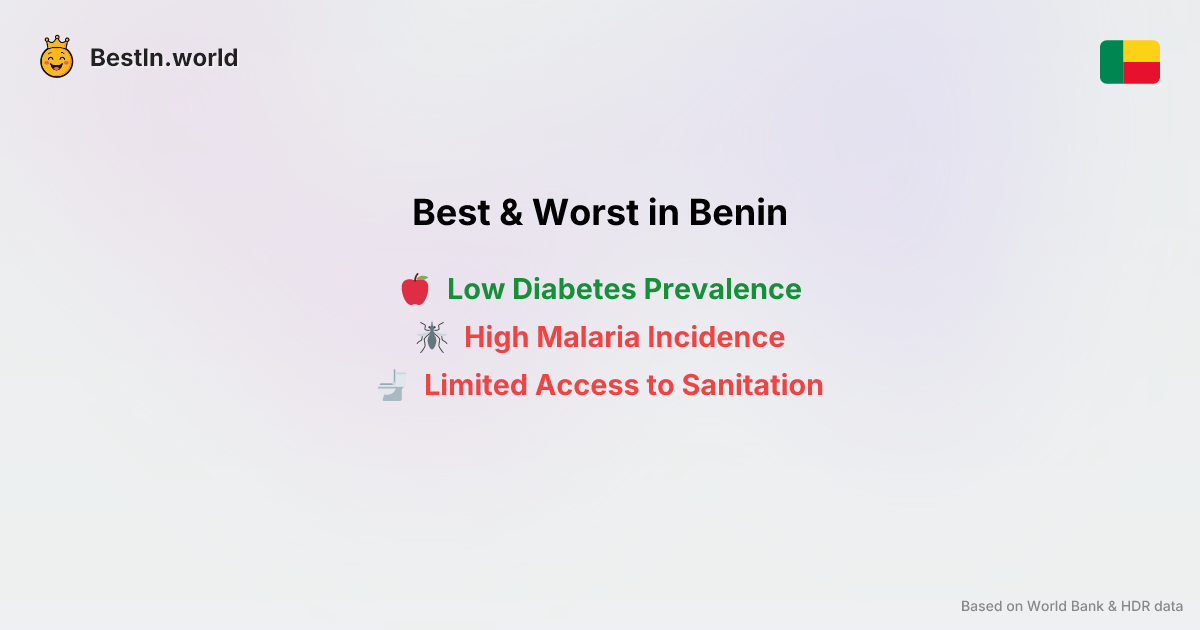 BestIn.world
Best & Worst in Benin
Low Diabetes Prevalence
High Malaria Incidence
Limited Access to Sanitation
Based on World Bank & HDR data